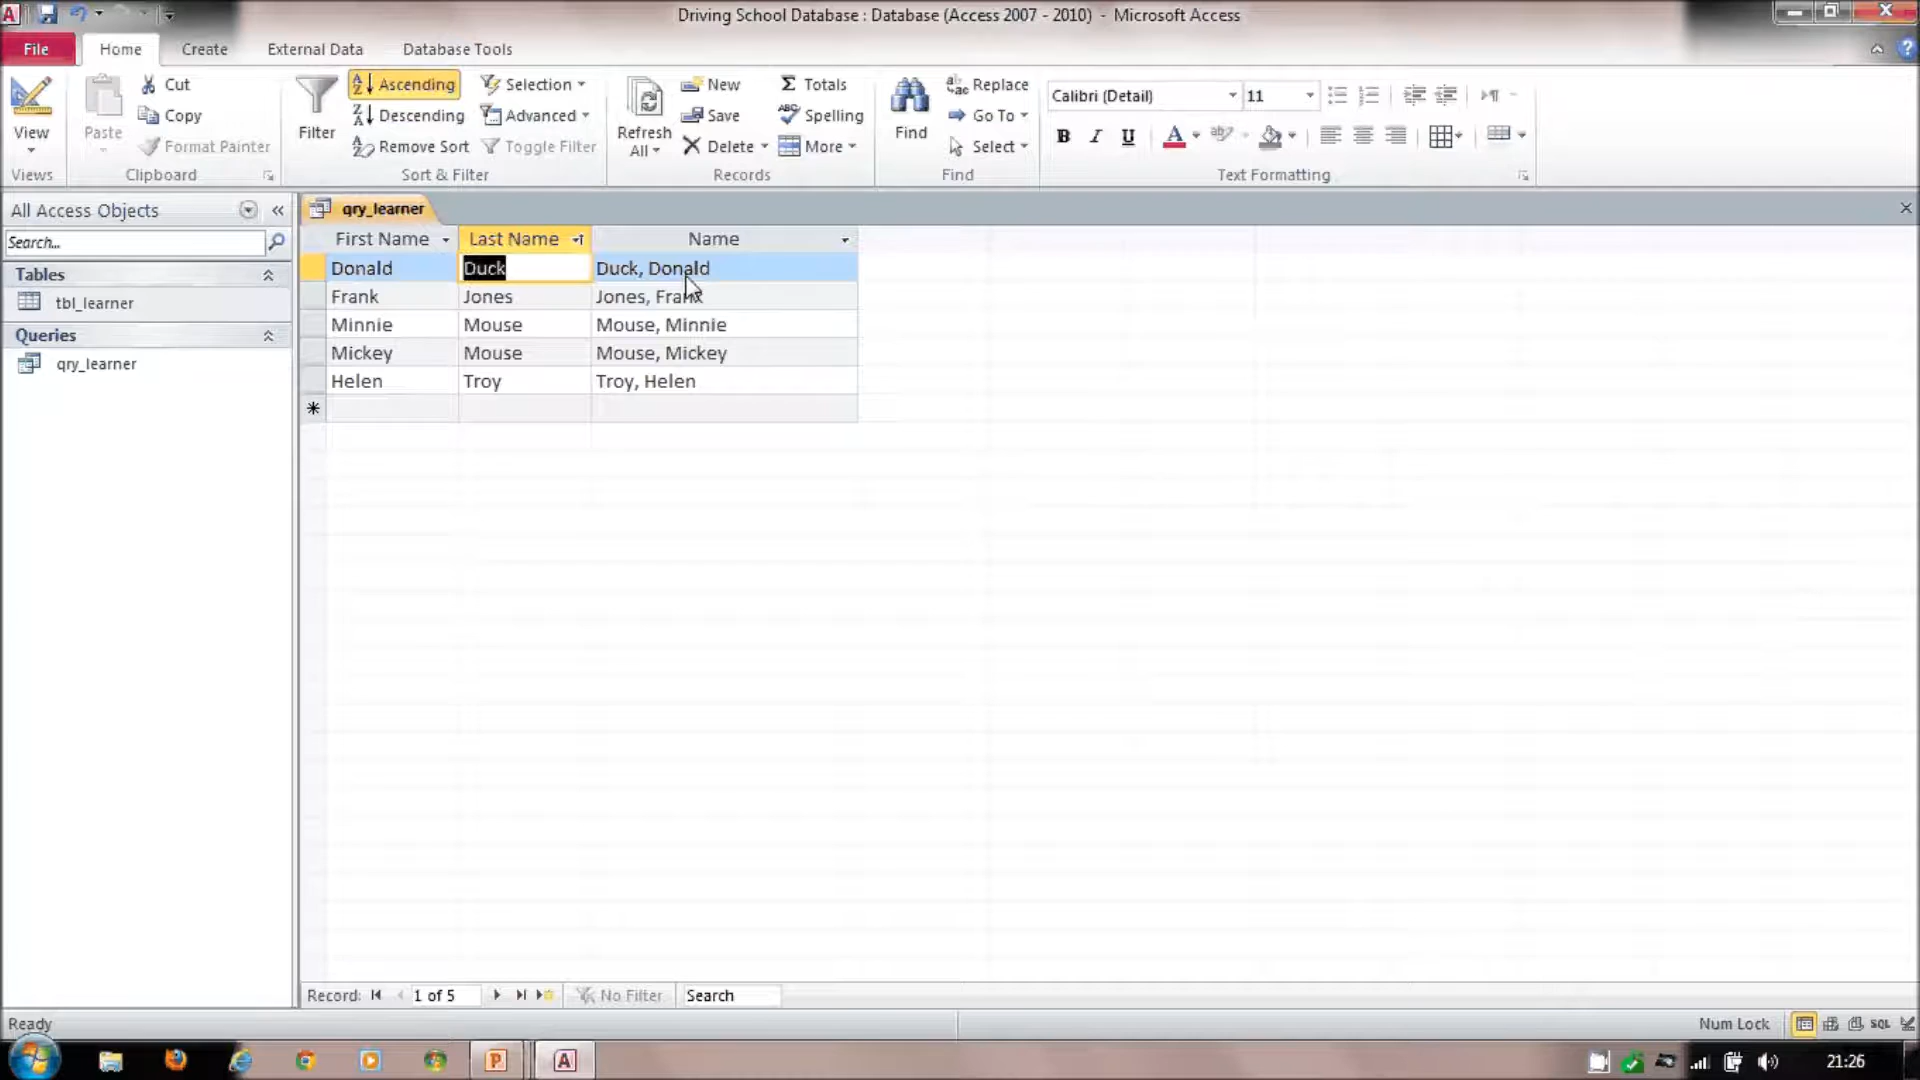 Driving School Database : Database (Access 2007 - 2010) - Microsoft Access
File Home Create External Data Database Tools
View
Views
Paste
Cut
Copy
Format Painter
Clipboard
Filter
Ascending
Descending
Remove Sort
Selection
Advanced
Toggle Filter
Sort & Filter
Refresh
All
New
Save
Delete
Totals
Spelling
More
Records
Find
Replace
Go To
Select
Find
Calibri (Detail) 11
B I U A
Text Formatting
All Access Objects
Search...
Tables
tbl_learner
Queries
qry_learner
qry_learner
First Name Last Name Name
Donald Duck Duck, Donald
Frank Jones Jones, Frank
Minnie Mouse Mouse, Minnie
Mickey Mouse Mouse, Mickey
Helen Troy Troy, Helen
Record: 1 of 5 No Filter Search
Ready Num Lock SQL
21:26